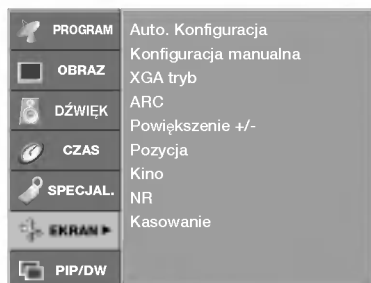 PROGRAM
OBRAZ
DŹWIĘK
CZAS
SPECJAL.
EKRAN
PIP/DW
Auto. Konfiguracja
Konfiguracja manualna
XGA tryb
ARC
Powiększenie +/-
Pozycja
Kino
NR
Kasowanie